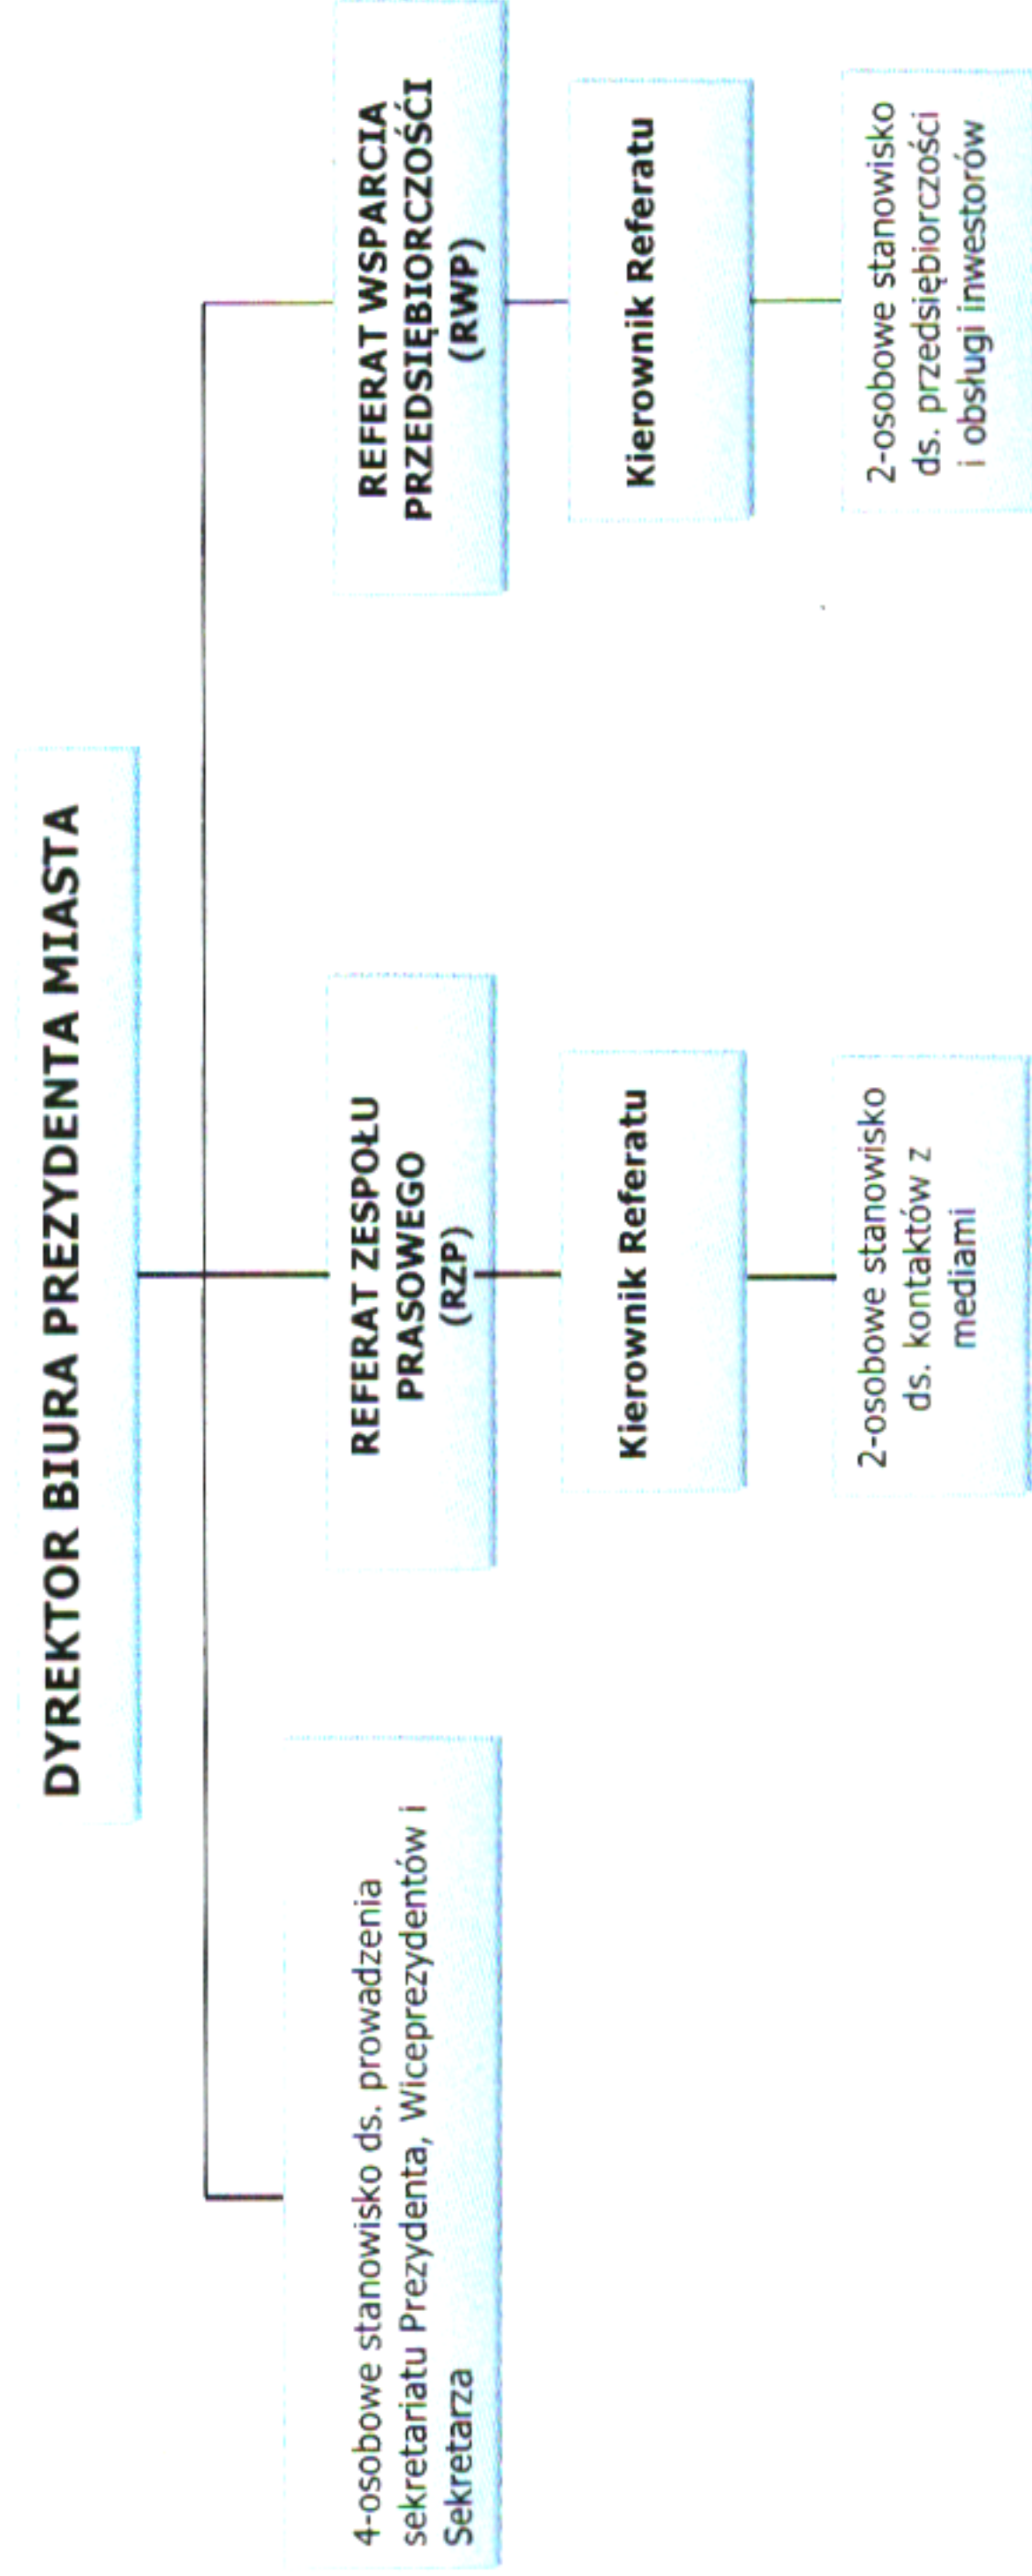 DYREKTOR BIURA PREZYDENTA MIASTA
4-osobowe stanowisko ds. prowadzenia
sekretariatu Prezydenta, Wiceprezydentów i
Sekretarza
REFERAT ZESPOŁU
PRASOWEGO
(RZP)
Kierownik Referatu
2-osobowe stanowisko
ds. kontaktów z
mediami
REFERAT WSPARCIA
PRZEDSIĘBIORCZOŚĆI
(RWP)
Kierownik Referatu
2-osobowe stanowisko
ds. przedsiębiorczości
i obsługi inwestorów